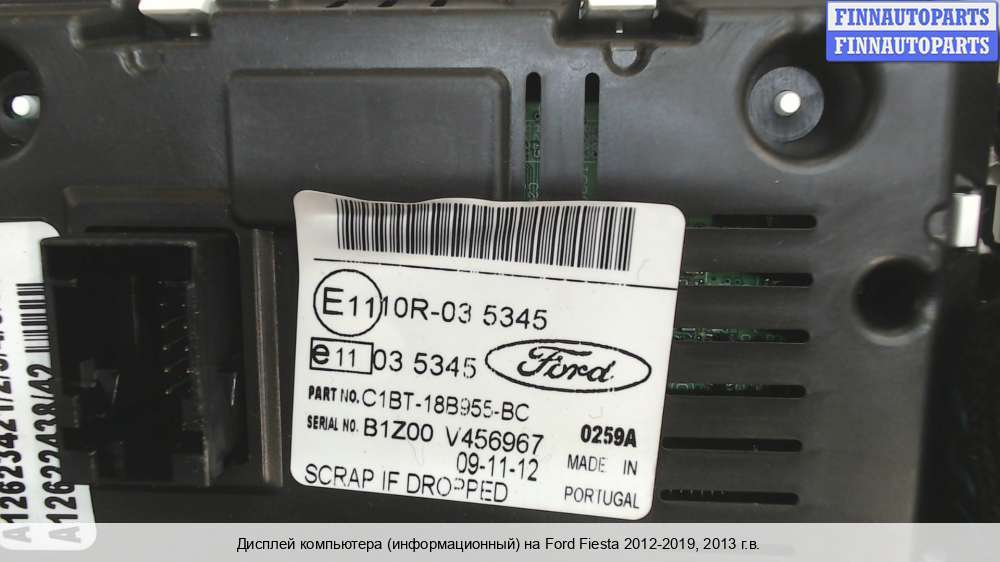 FINNAUTOPARTS
FINNAUTOPARTS
E11 10R-03 5345
e11 03 5345
Ford
PART NO. C1BT-18B955-BC
SERIAL NO. B1Z00 V456967 0259A
09-11-12 MADE IN
SCRAP IF DROPPED PORTUGAL
A12622438/42
Дисплей компьютера (информационный) на Ford Fiesta 2012-2019, 2013 г.в.